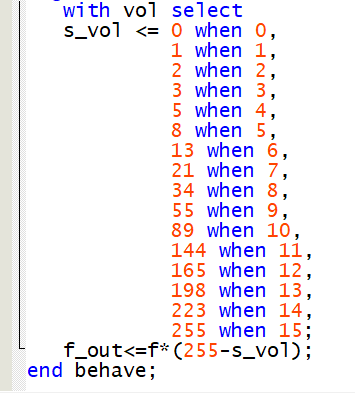 with vol select
s_vol <= 0 when 0,
1 when 1,
2 when 2,
3 when 3,
5 when 4,
8 when 5,
13 when 6,
21 when 7,
34 when 8,
55 when 9,
89 when 10,
144 when 11,
165 when 12,
198 when 13,
223 when 14,
255 when 15;
f_out<=f*(255-s_vol);
end behave;